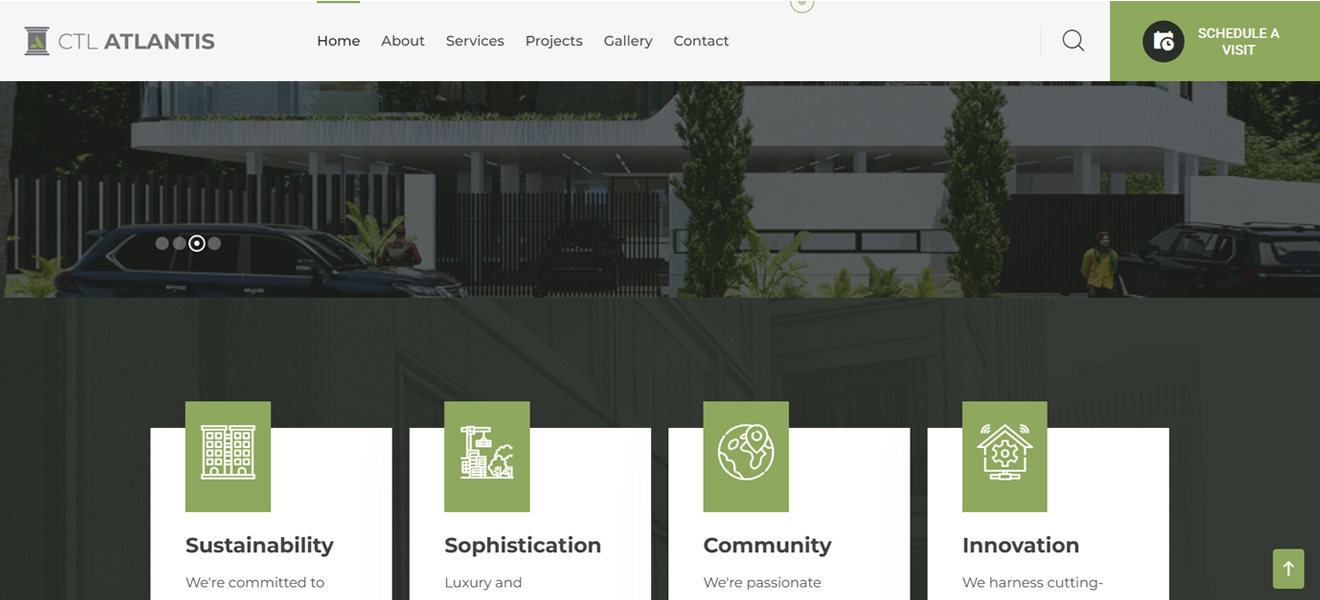 CTL ATLANTIS
Home About Services Projects Gallery Contact
SCHEDULE A
VISIT
Sustainability
We're committed to
Sophistication
Luxury and
Community
We're passionate
Innovation
We harness cutting-